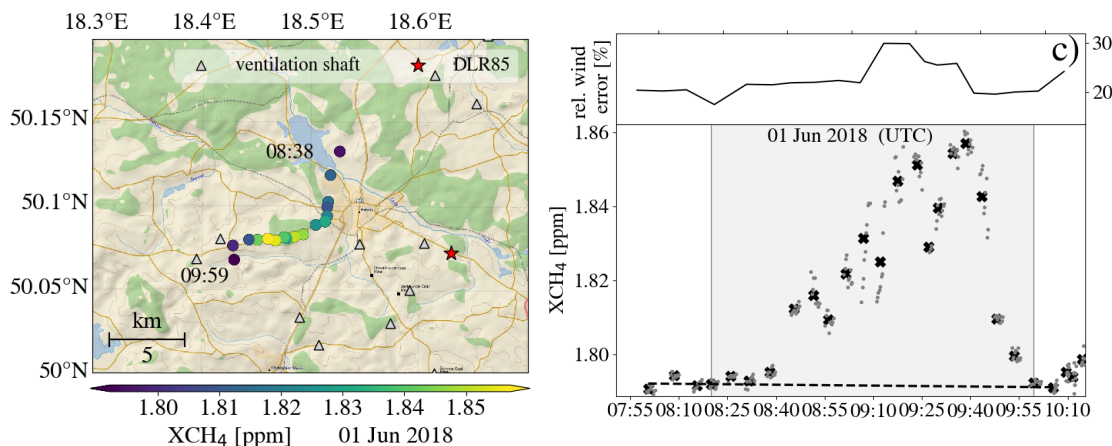 18.3°E 18.4°E 18.5°E 18.6°E
ventilation shaft DLR85
50.15°N
50.1°N
50.05°N
50°N
08:38
09:59
km
5
1.80 1.81 1.82 1.83 1.84 1.85
XCH₄ [ppm] 01 Jun 2018
c)
rel. wind
error [%]
30
20
01 Jun 2018 (UTC)
XCH₄ [ppm]
1.86
1.84
1.82
1.80
07:55 08:10 08:25 08:40 08:55 09:10 09:25 09:40 09:55 10:10